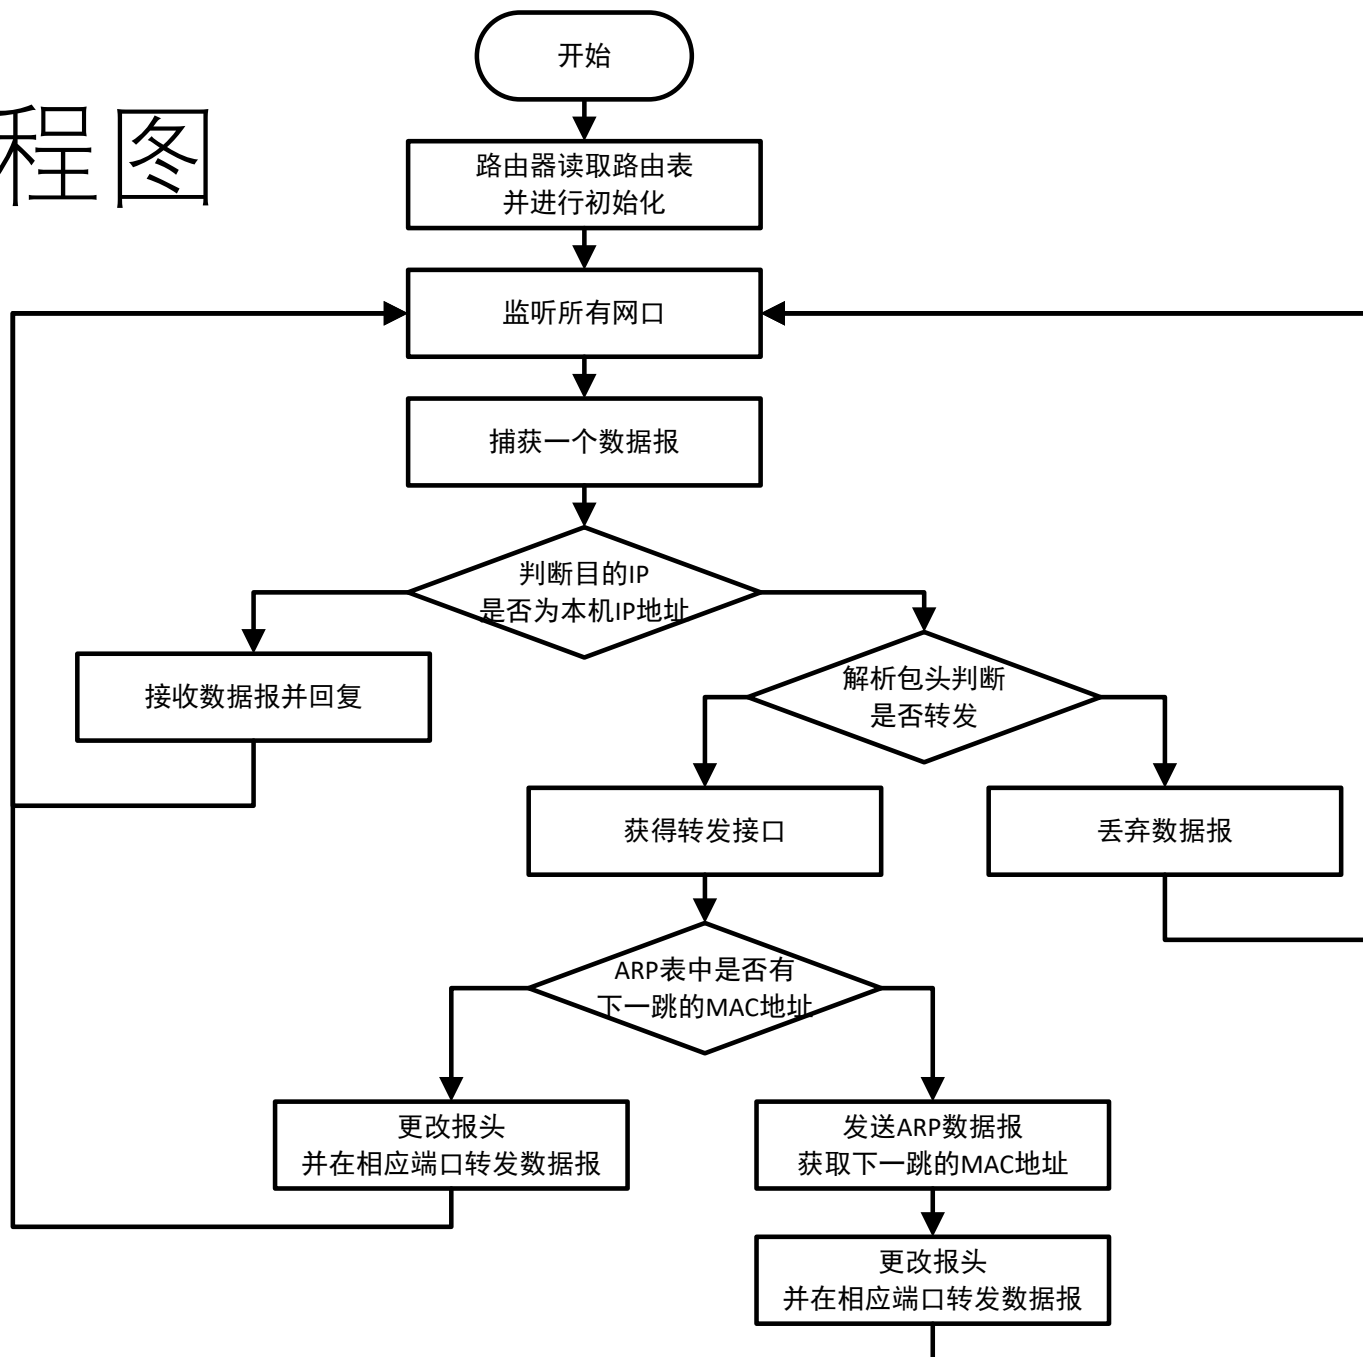 开始
程图
路由器读取路由表
并进行初始化
监听所有网口
捕获一个数据报
判断目的IP
是否为本机IP地址
接收数据报并回复
解析包头判断
是否转发
获得转发接口
丢弃数据报
ARP表中是否有
下一跳的MAC地址
更改报头
并在相应端口转发数据报
发送ARP数据报
获取下一跳的MAC地址
更改报头
并在相应端口转发数据报